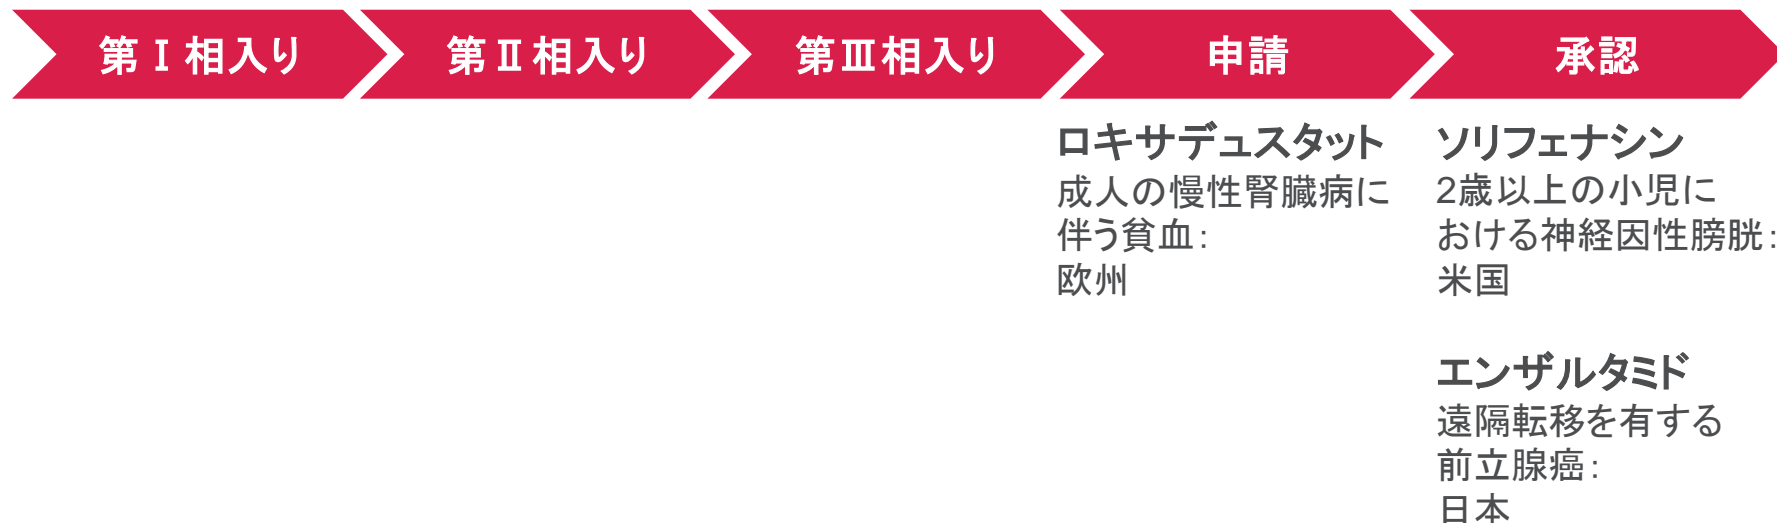 第Ⅰ相入り
第Ⅱ相入り
第Ⅲ相入り
申請
承認
ロキサデュスタット
成人の慢性腎臓病に
伴う貧血：
欧州
ソリフェナシン
2歳以上の小児に
おける神経因性膀胱：
米国
エンザルタミド
遠隔転移を有する
前立腺癌：
日本